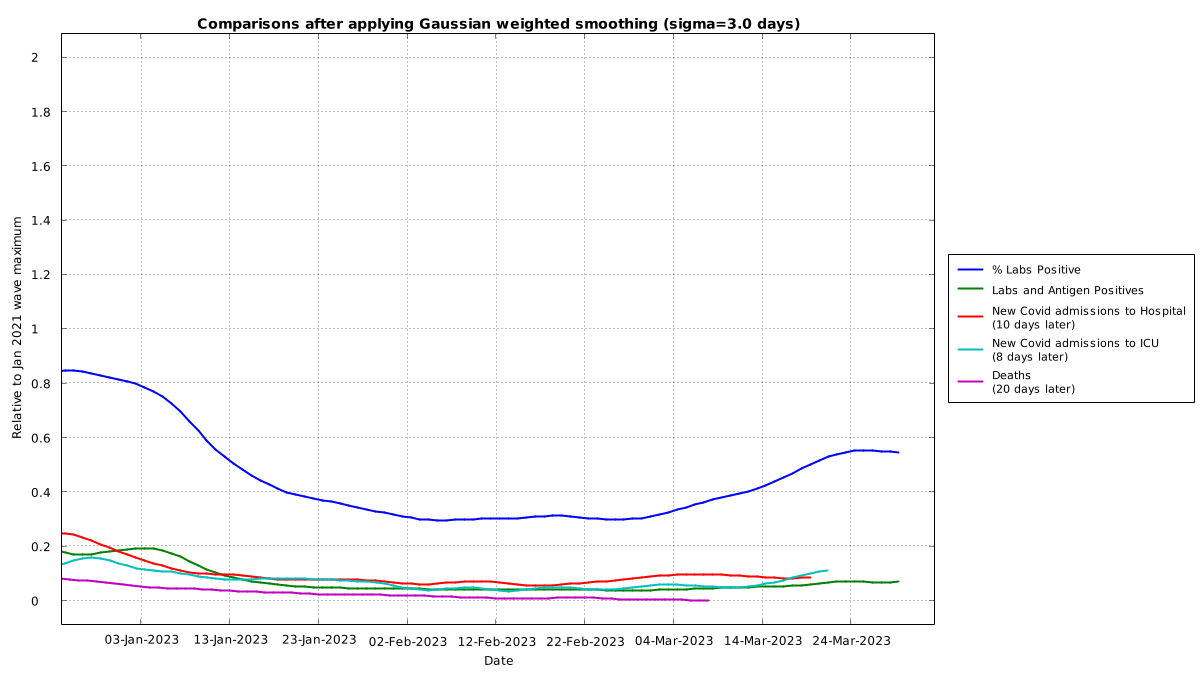 Comparisons after applying Gaussian weighted smoothing (sigma=3.0 days)
Relative to Jan 2021 wave maximum
2
1.8
1.6
1.4
1.2
1
0.8
0.6
0.4
0.2
0
03-Jan-2023 13-Jan-2023 23-Jan-2023 02-Feb-2023 12-Feb-2023 22-Feb-2023 04-Mar-2023 14-Mar-2023 24-Mar-2023
Date
% Labs Positive
Labs and Antigen Positives
New Covid admissions to Hospital
(10 days later)
New Covid admissions to ICU
(8 days later)
Deaths
(20 days later)